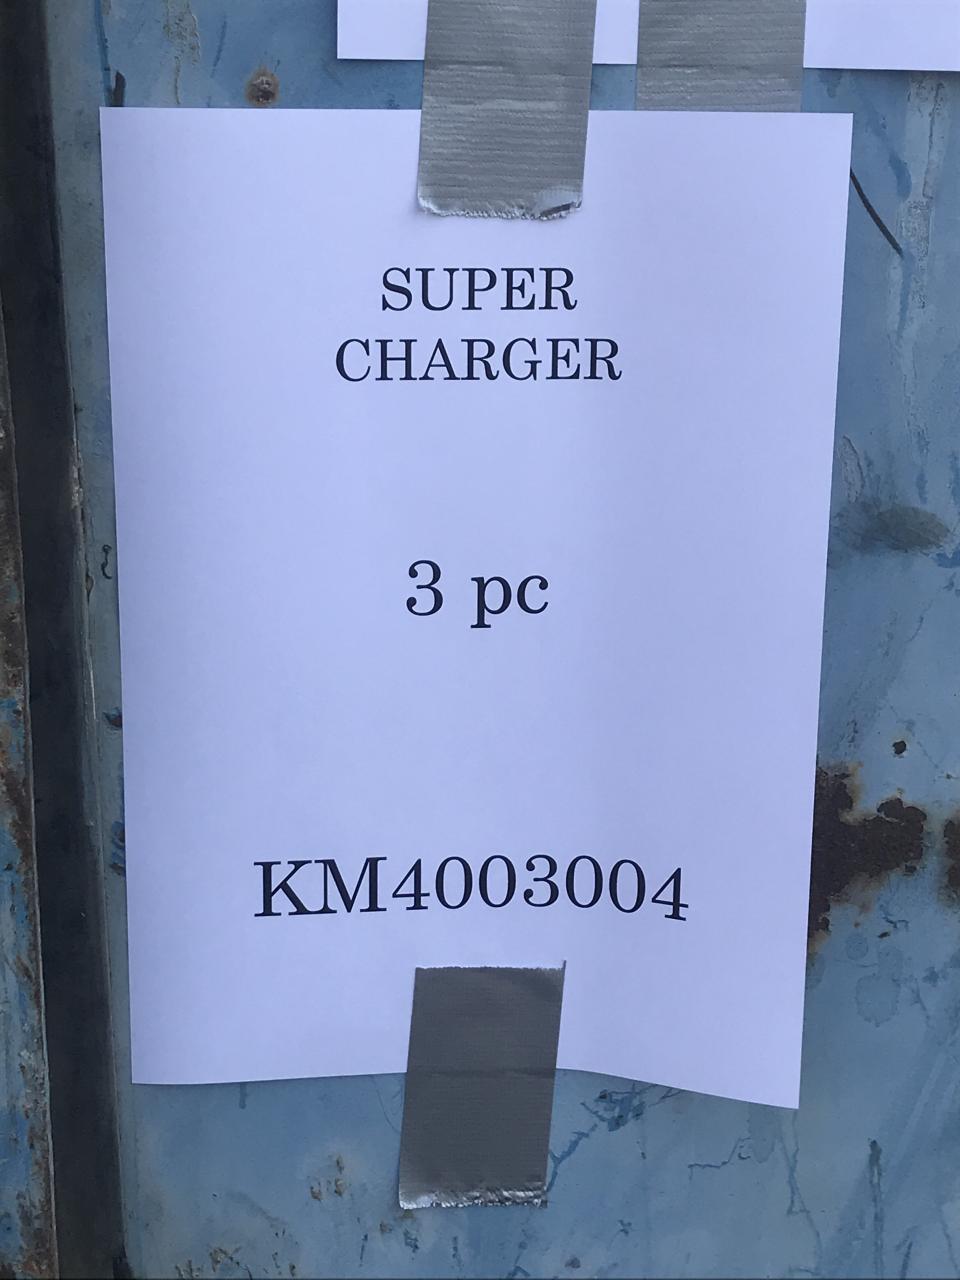 SUPER
CHARGER
3 pc
KM4003004